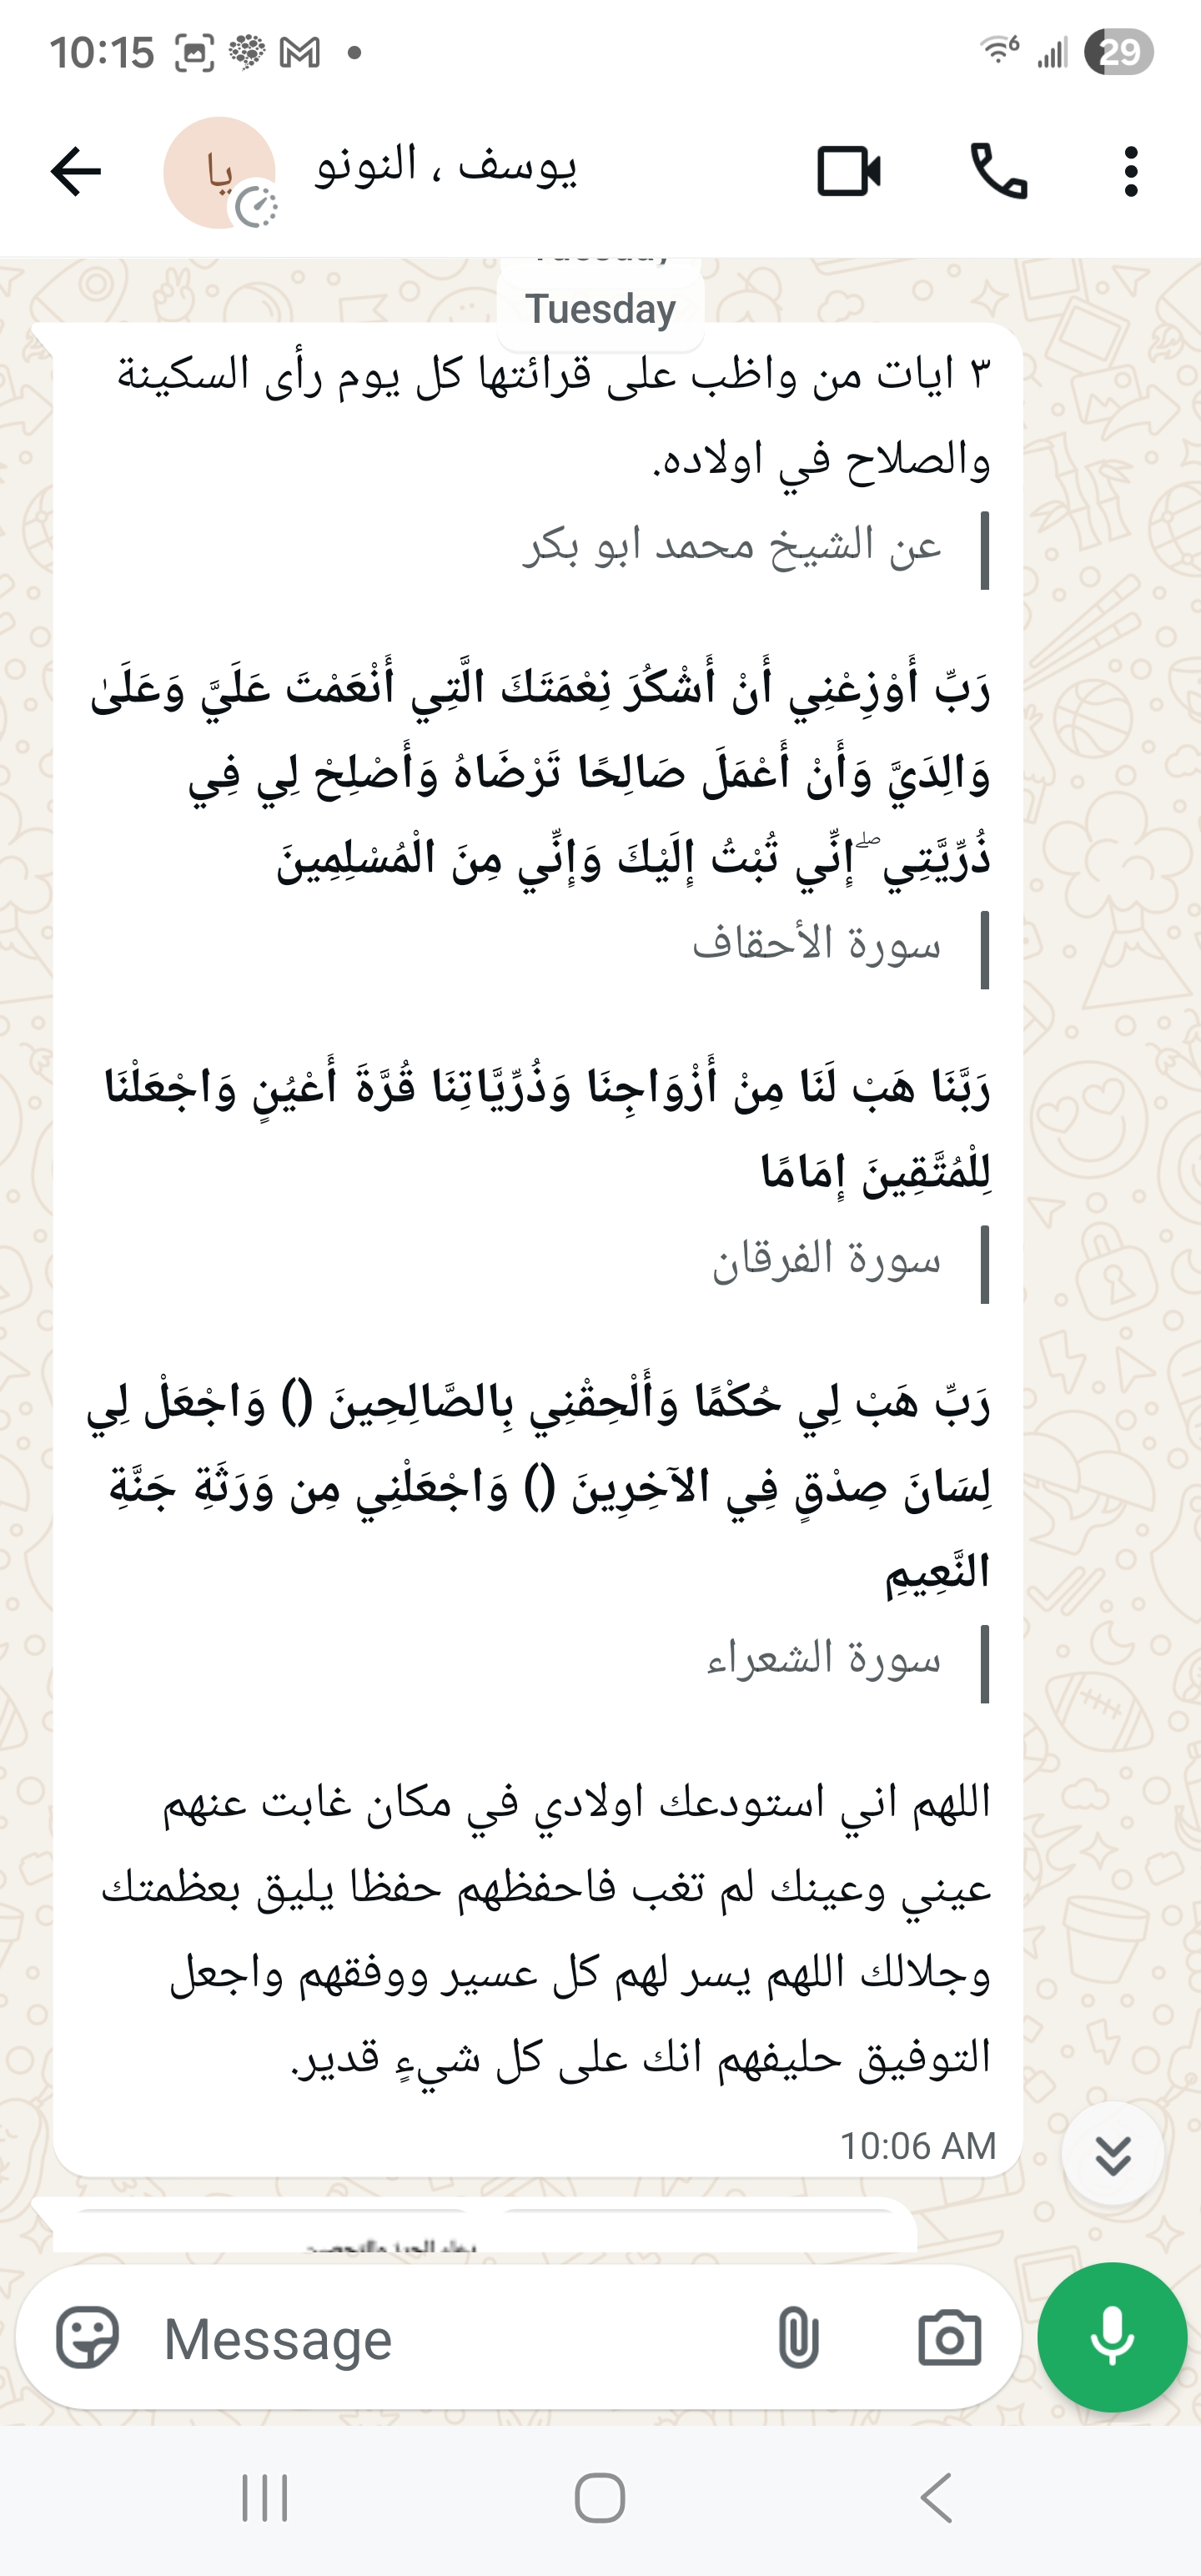 10:15
6
29
يا
يوسف ، النونو
Tuesday
٣ ايات من واظب على قرائتها كل يوم رأى السكينة
والصلاح في اولاده.
عن الشيخ محمد ابو بكر
رَبِّ أَوْزِعْنِي أَنْ أَشْكُرَ نِعْمَتَكَ الَّتِي أَنْعَمْتَ عَلَيَّ وَعَلَىٰ
وَالِدَيَّ وَأَنْ أَعْمَلَ صَالِحًا تَرْضَاهُ وَأَصْلِحْ لِي فِي
ذُرِّيَّتِي ۖ إِنِّي تُبْتُ إِلَيْكَ وَإِنِّي مِنَ الْمُسْلِمِينَ
سورة الأحقاف
رَبَّنَا هَبْ لَنَا مِنْ أَزْوَاجِنَا وَذُرِّيَّاتِنَا قُرَّةَ أَعْيُنٍ وَاجْعَلْنَا
لِلْمُتَّقِينَ إِمَامًا
سورة الفرقان
رَبِّ هَبْ لِي حُكْمًا وَأَلْحِقْنِي بِالصَّالِحِينَ () وَاجْعَلْ لِي
لِسَانَ صِدْقٍ فِي الآخِرِينَ () وَاجْعَلْنِي مِن وَرَثَةِ جَنَّةِ
النَّعِيمِ
سورة الشعراء
اللهم اني استودعك اولادي في مكان غابت عنهم
عيني وعينك لم تغب فاحفظهم حفظا يليق بعظمتك
وجلالك اللهم يسر لهم كل عسير ووفقهم واجعل
التوفيق حليفهم انك على كل شيءٍ قدير.
10:06 AM
Message